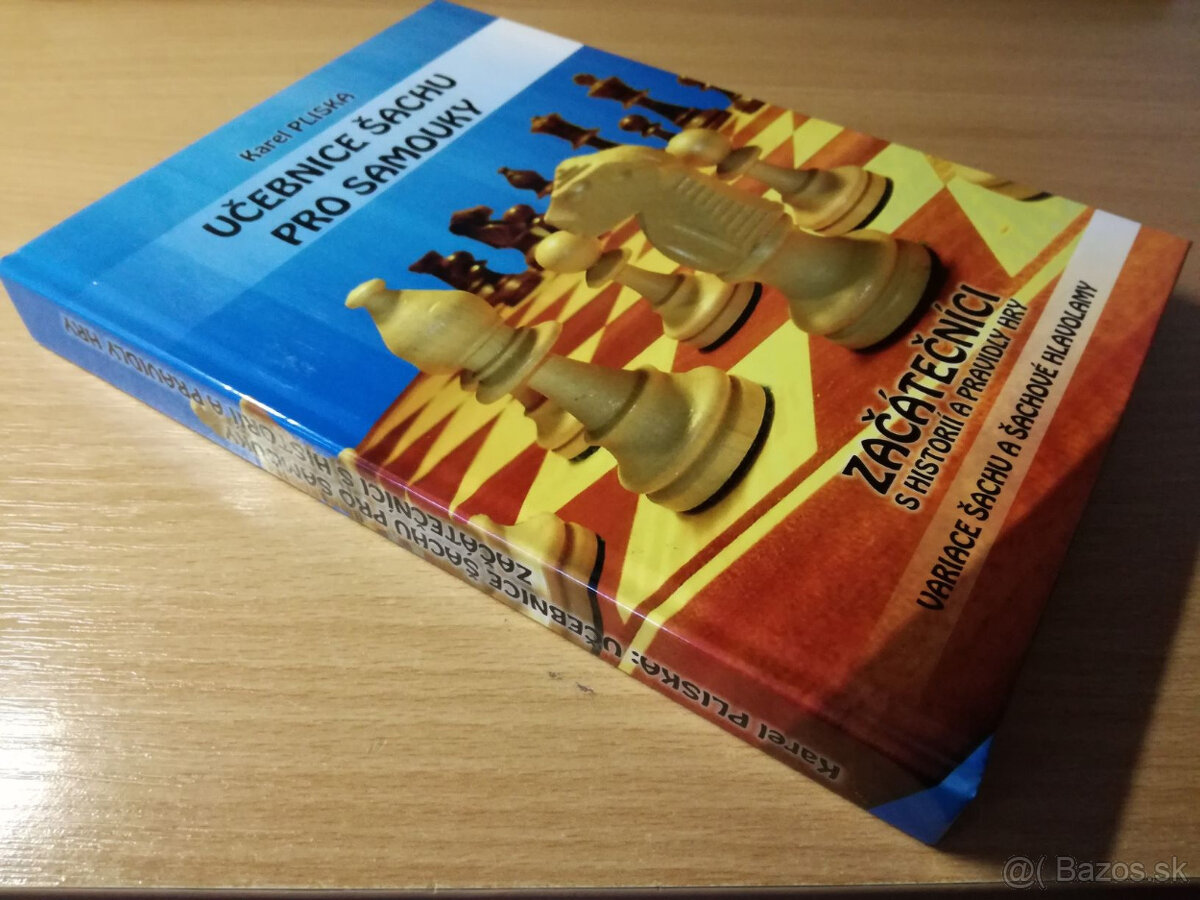 Karel PLISKA
UČEBNICE ŠACHU
PRO SAMOUKY
ZAČÁTEČNÍCI
S HISTORIÍ A PRAVIDLY HRY
VARIACE ŠACHU A ŠACHOVÉ HLAVOLAMY
Karel PLISKA: UČEBNICE ŠACHU PRO SAMOUKY
ZAČÁTEČNÍCI S HISTORIÍ A PRAVIDLY HRY
@( Bazos.sk